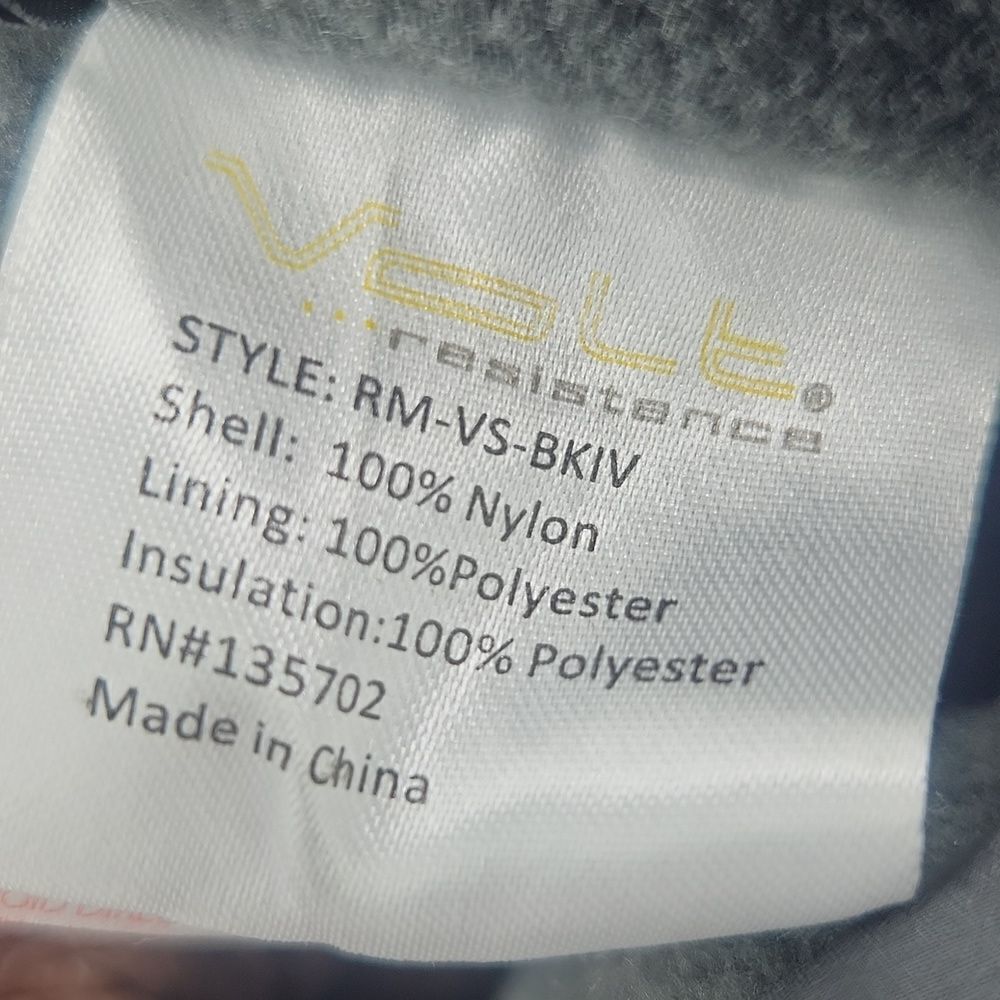 Volt
...resistance®
STYLE: RM-VS-BKIV
Shell: 100% Nylon
Lining: 100%Polyester
Insulation:100% Polyester
RN#135702
Made in China